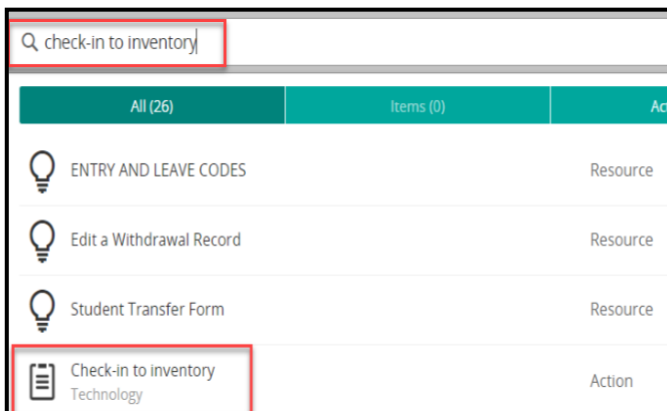 check-in to inventory
All (26) Items (0) Ac
ENTRY AND LEAVE CODES Resource
Edit a Withdrawal Record Resource
Student Transfer Form Resource
Check-in to inventory Action
Technology